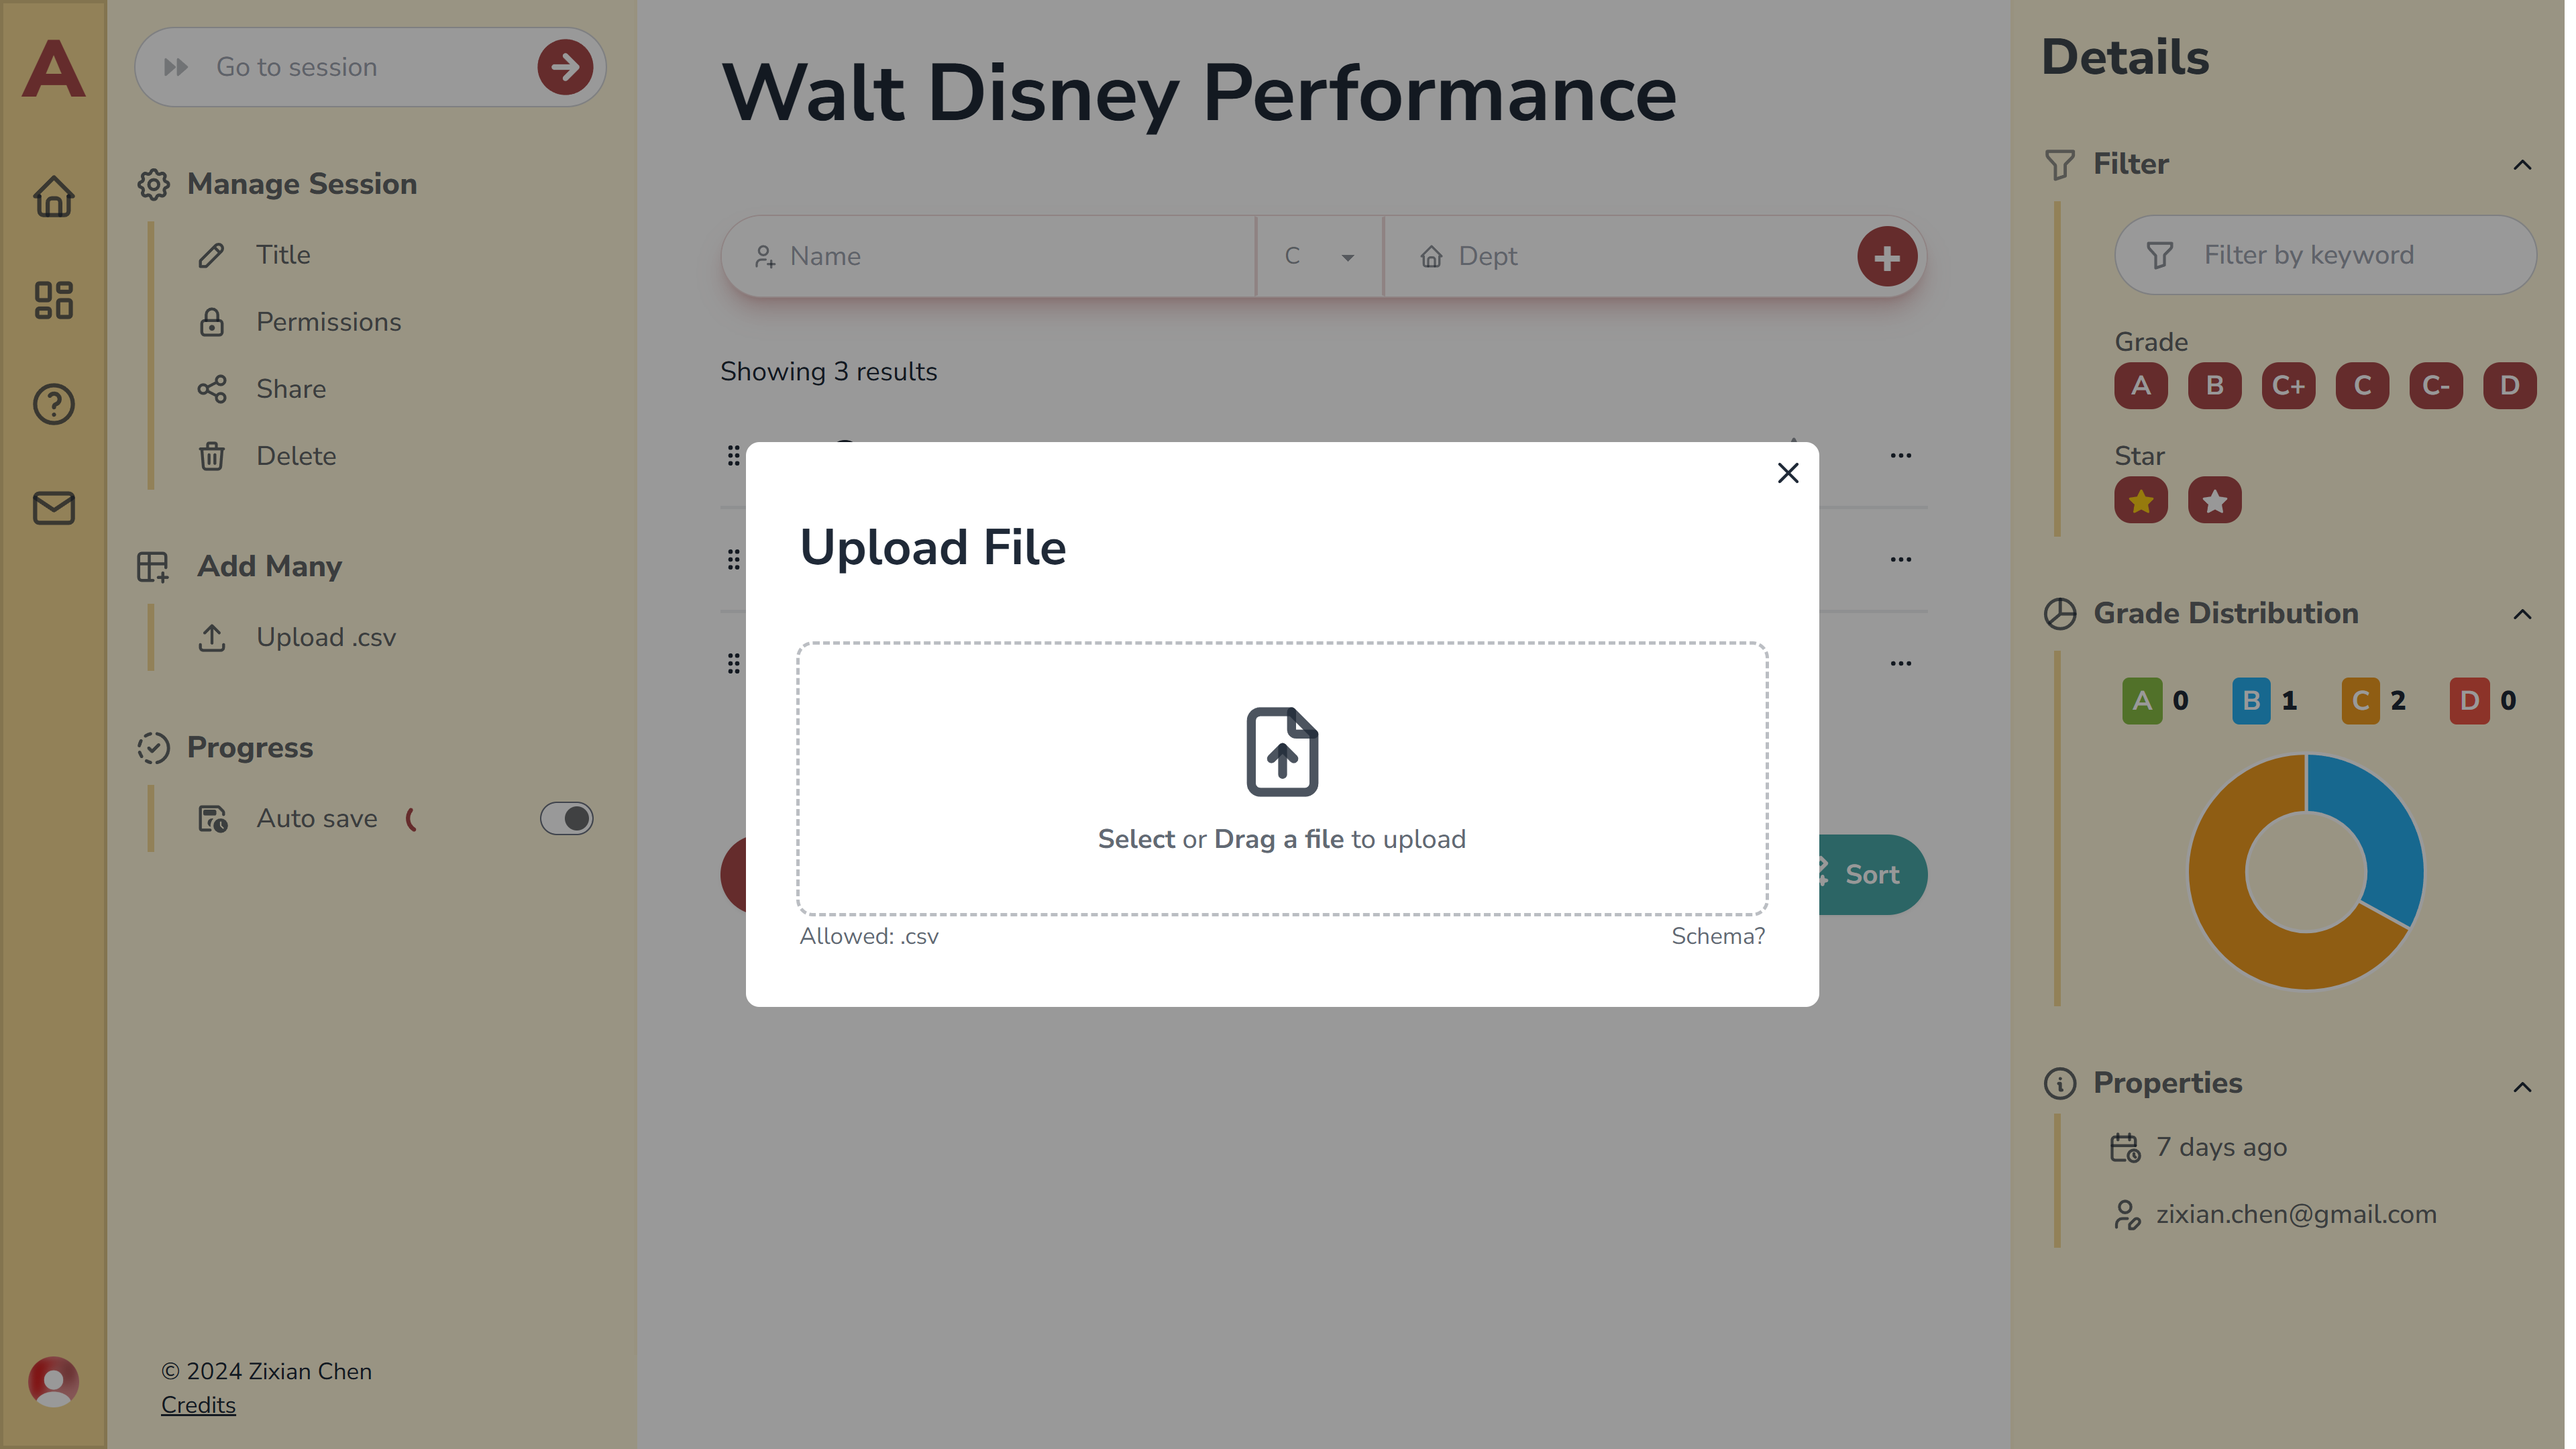 A
Go to session
Manage Session
Title
Permissions
Share
Delete
Add Many
Upload .csv
Progress
Auto save
© 2024 Zixian Chen
Credits
Walt Disney Performance
Name
C
Dept
Showing 3 results
Upload File
Select or Drag a file to upload
Allowed: .csv
Schema?
Sort
Details
Filter
Filter by keyword
Grade
A B C+ C C- D
Star
Grade Distribution
A 0 B 1 C 2 D 0
Properties
7 days ago
zixian.chen@gmail.com